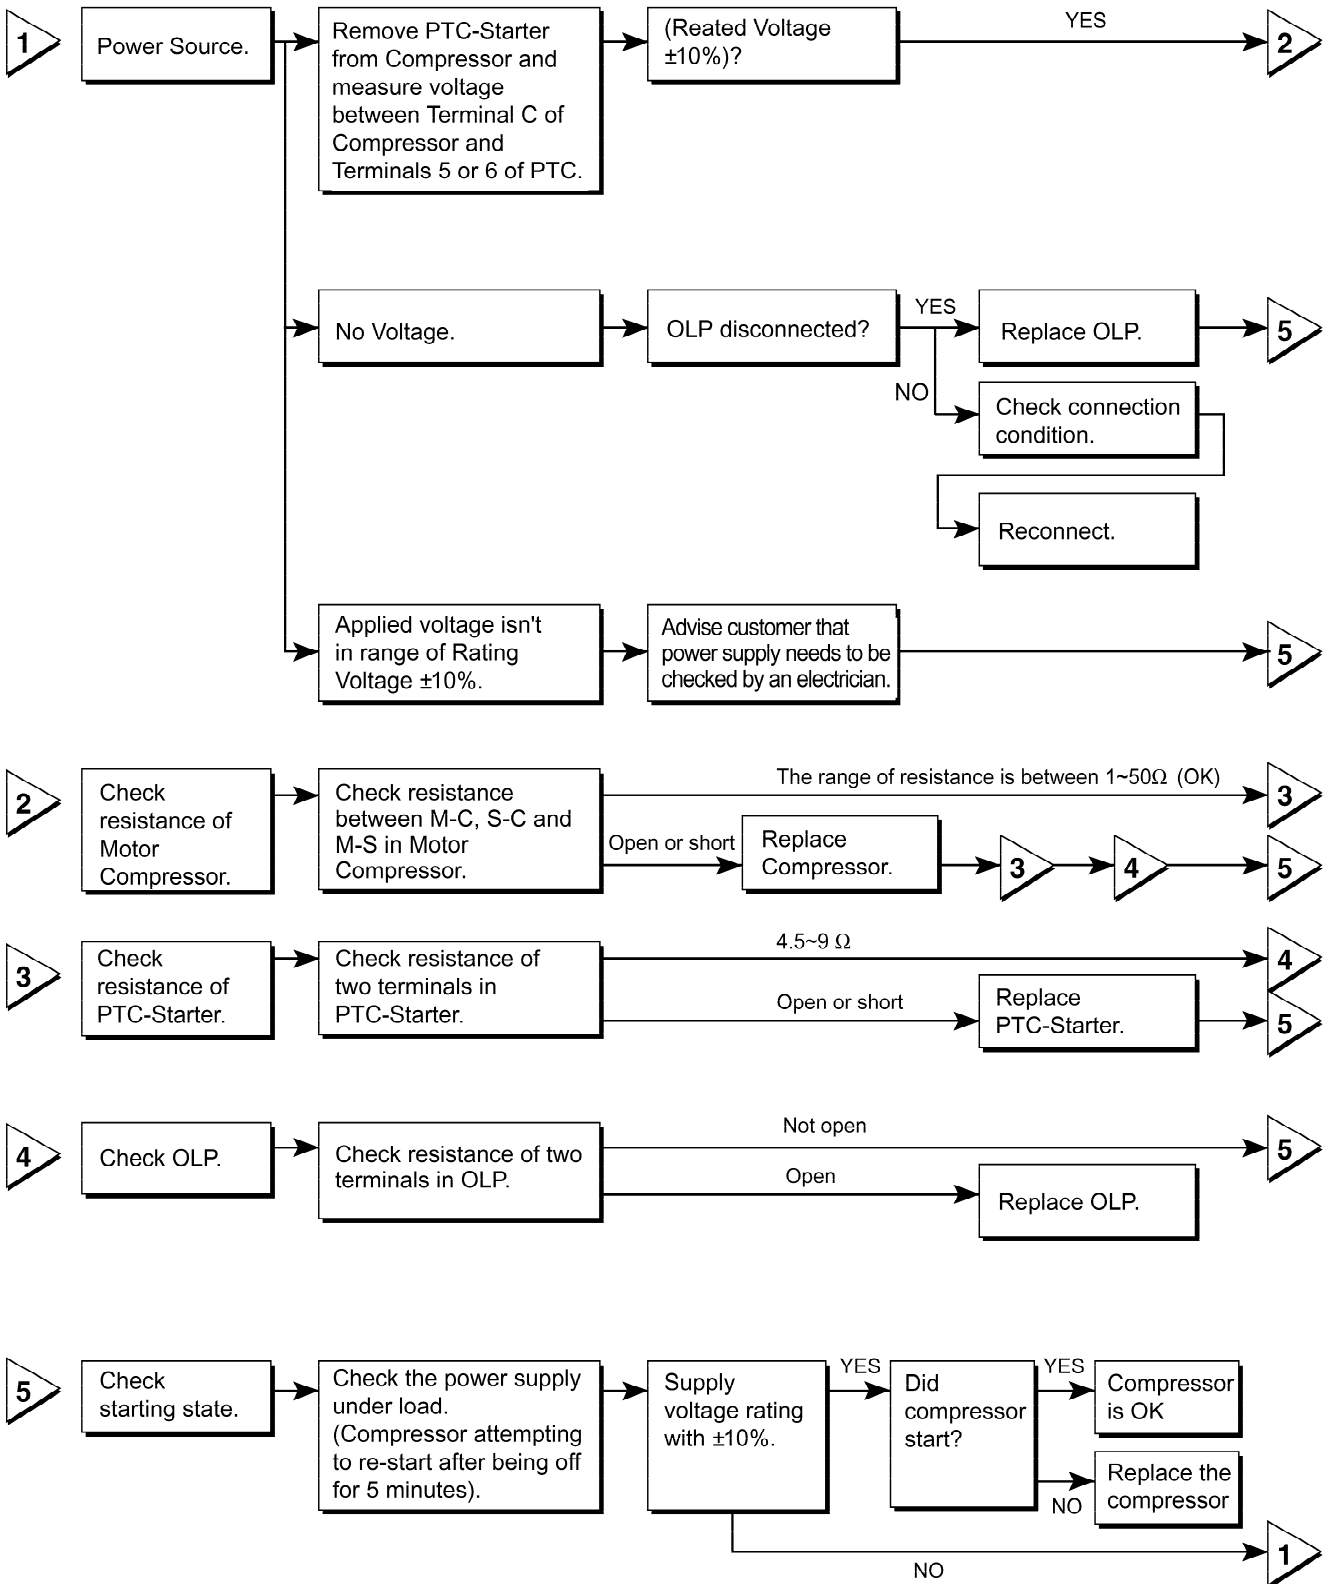 1
Power Source.
Remove PTC-Starter
from Compressor and
measure voltage
between Terminal C of
Compressor and
Terminals 5 or 6 of PTC.
(Reated Voltage
±10%)?
YES
2
No Voltage.
OLP disconnected?
YES
Replace OLP.
5
NO
Check connection
condition.
Reconnect.
Applied voltage isn't
in range of Rating
Voltage ±10%.
Advise customer that
power supply needs to be
checked by an electrician.
5
2
Check
resistance of
Motor
Compressor.
Check resistance
between M-C, S-C and
M-S in Motor
Compressor.
The range of resistance is between 1~50Ω (OK)
3
Open or short
Replace
Compressor.
3
4
5
3
Check
resistance of
PTC-Starter.
Check resistance of
two terminals in
PTC-Starter.
4.5~9 Ω
4
Open or short
Replace
PTC-Starter.
5
4
Check OLP.
Check resistance of two
terminals in OLP.
Not open
5
Open
Replace OLP.
5
Check
starting state.
Check the power supply
under load.
(Compressor attempting
to re-start after being off
for 5 minutes).
Supply
voltage rating
with ±10%.
YES
Did
compressor
start?
YES
Compressor
is OK
NO
Replace the
compressor
NO
1